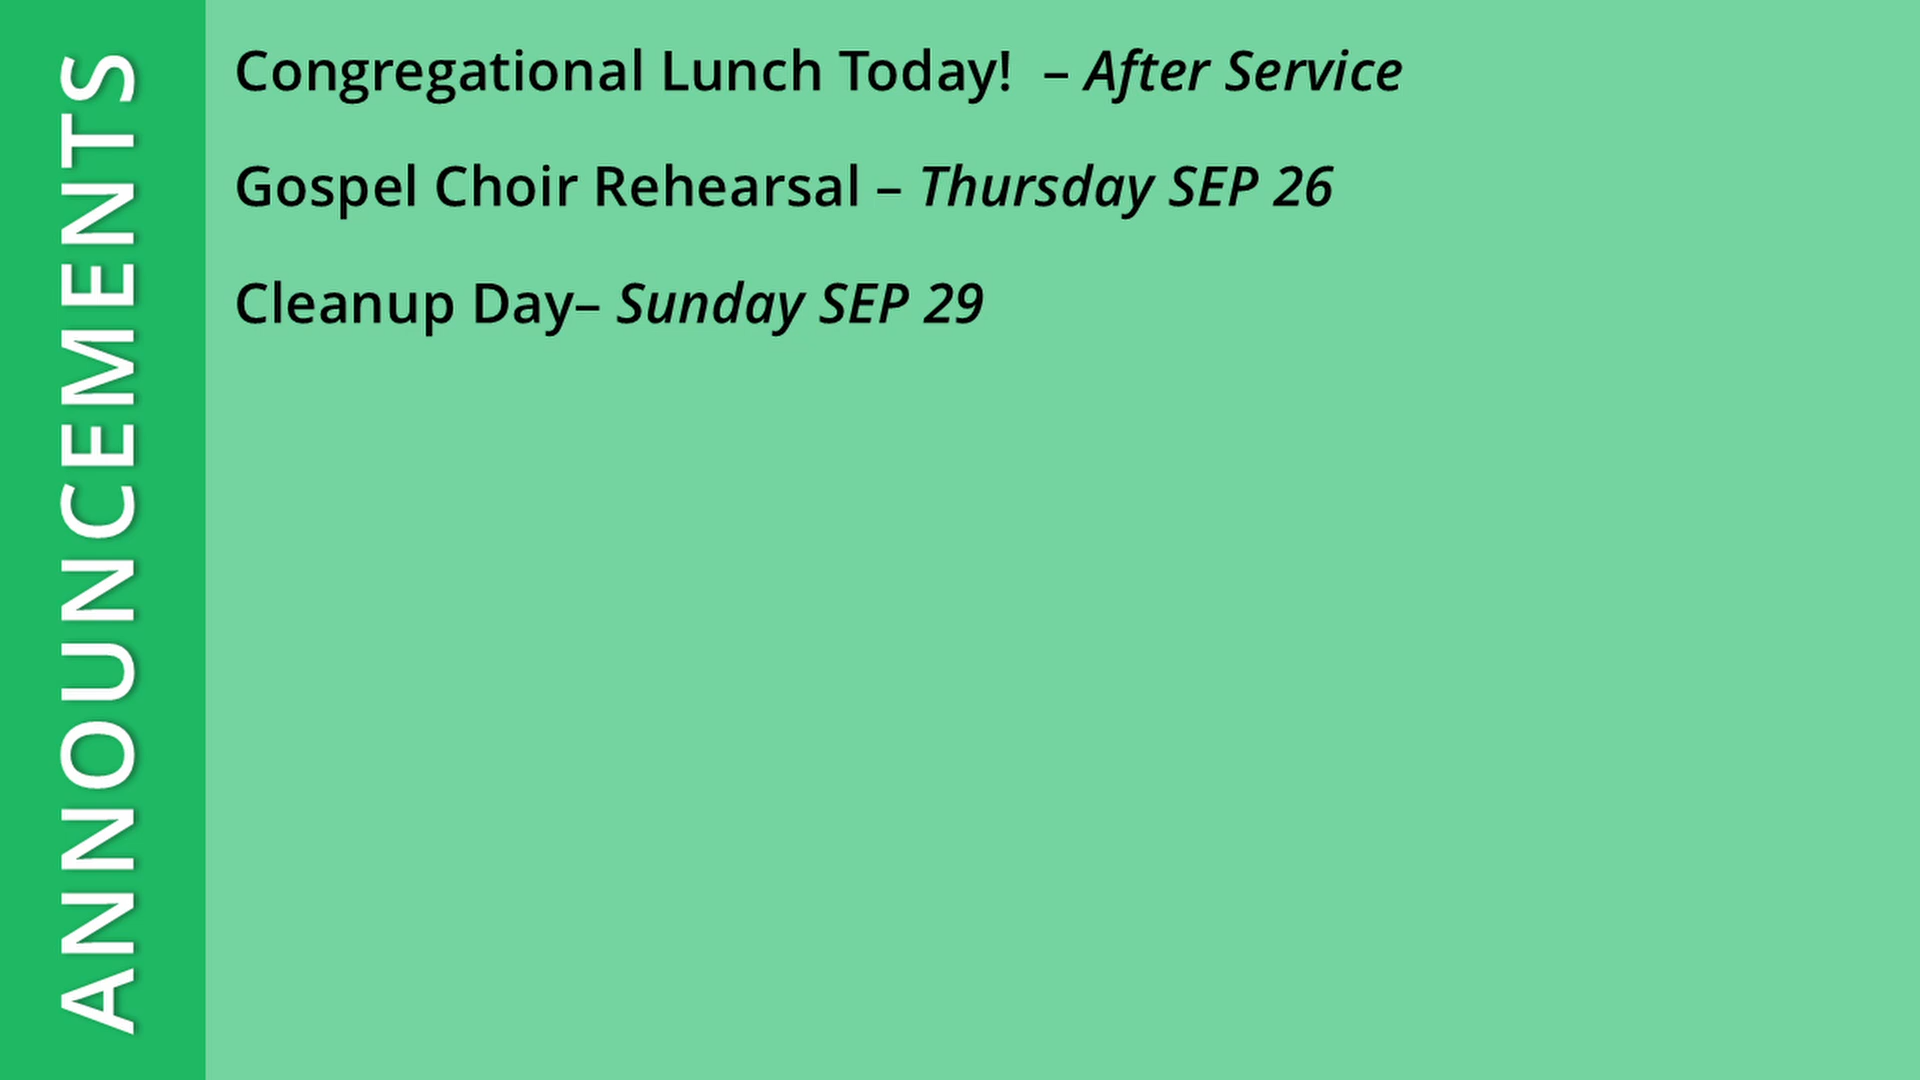 ANNOUNCEMENTS
Congregational Lunch Today!  – After Service
Gospel Choir Rehearsal – Thursday SEP 26
Cleanup Day– Sunday SEP 29